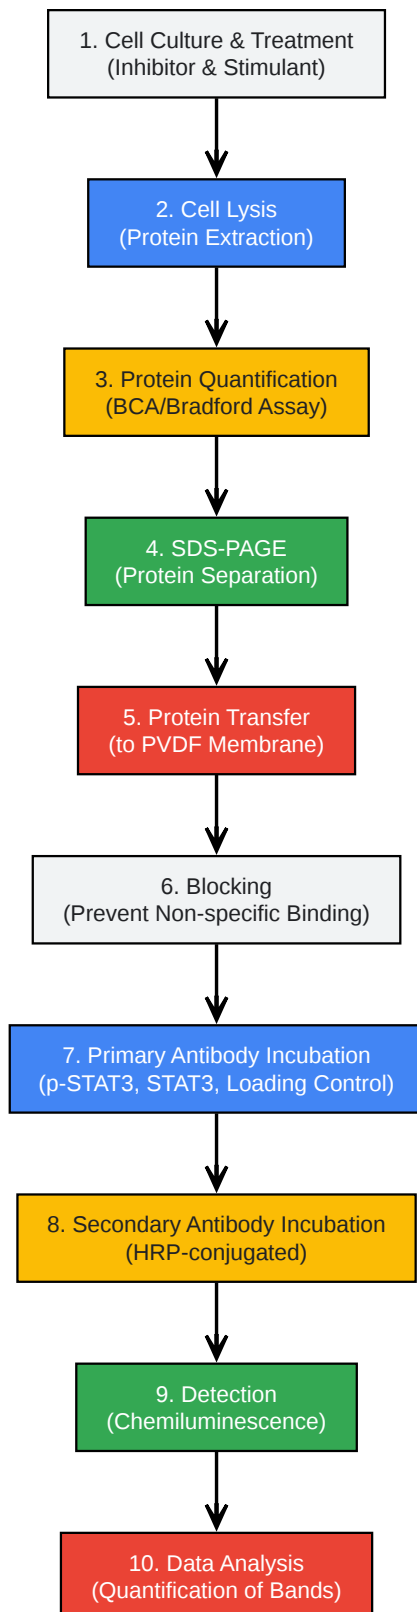 1. Cell Culture & Treatment
(Inhibitor & Stimulant)
2. Cell Lysis
(Protein Extraction)
3. Protein Quantification
(BCA/Bradford Assay)
4. SDS-PAGE
(Protein Separation)
5. Protein Transfer
(to PVDF Membrane)
6. Blocking
(Prevent Non-specific Binding)
7. Primary Antibody Incubation
(p-STAT3, STAT3, Loading Control)
8. Secondary Antibody Incubation
(HRP-conjugated)
9. Detection
(Chemiluminescence)
10. Data Analysis
(Quantification of Bands)